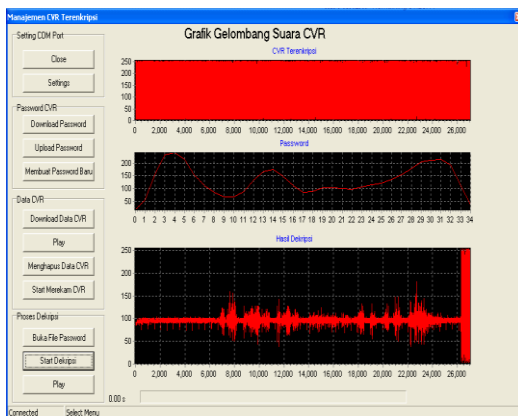 Manajemen CVR Terenkripsi
Setting COM Port
Close
Settings
Password CVR
Download Password
Upload Password
Membuat Password Baru
Data CVR
Download Data CVR
Play
Menghapus Data CVR
Start Merekam CVR
Proses Dekripsi
Buka File Password
Start Dekripsi
Play
Grafik Gelombang Suara CVR
CVR Terenkripsi
250
200
150
100
50
0
0 2,000 4,000 6,000 8,000 10,000 12,000 14,000 16,000 18,000 20,000 22,000 24,000 26,000
Password
200
150
100
50
0 1 2 3 4 5 6 7 8 9 10 11 12 13 14 15 16 17 18 19 20 21 22 23 24 25 26 27 28 29 30 31 32 33 34
Hasil Dekripsi
250
200
150
100
50
0
0 2,000 4,000 6,000 8,000 10,000 12,000 14,000 16,000 18,000 20,000 22,000 24,000 26,000
0.00 s
Connected Select Menu